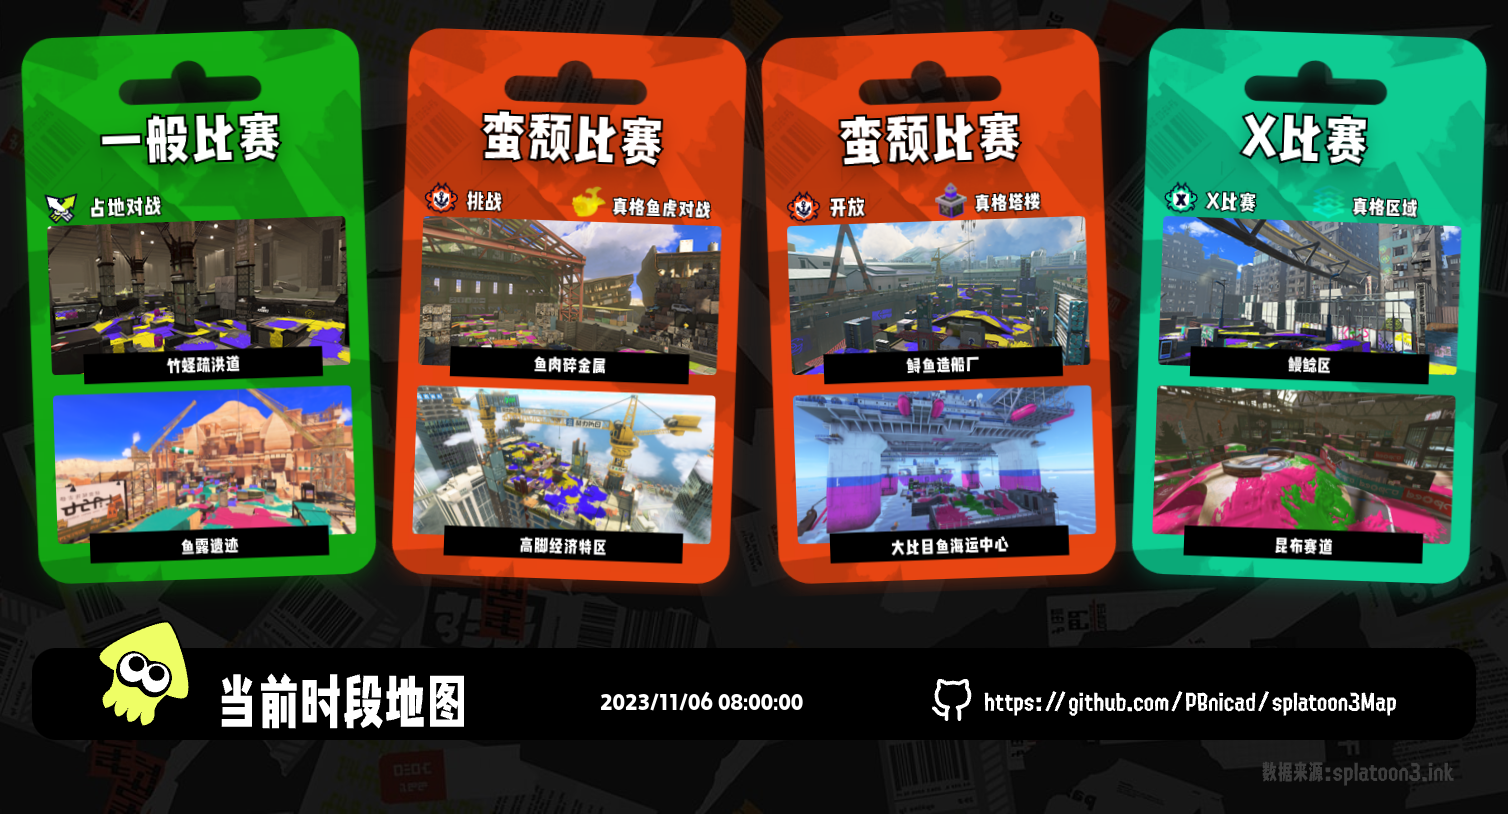 一般比赛
占地对战
竹蛏疏洪道
鱼露遗迹
蛮颓比赛
挑战
真格鱼虎对战
鱼肉碎金属
高脚经济特区
蛮颓比赛
开放
真格塔楼
鲟鱼造船厂
大比目鱼海运中心
X比赛
X比赛
真格区域
鳗鲶区
昆布赛道
当前时段地图
2023/11/06 08:00:00
https://github.com/PBnicad/splatoon3Map
数据来源:splatoon3.ink